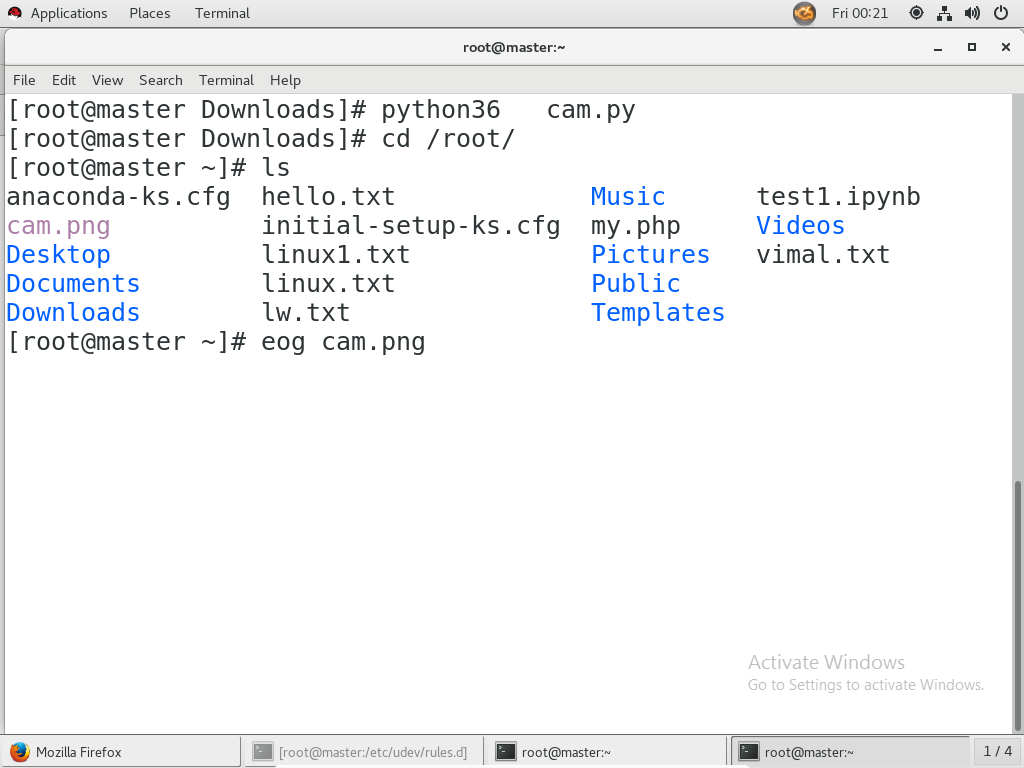 Applications Places Terminal Fri 00:21
root@master:~
File Edit View Search Terminal Help
[root@master Downloads]# python36   cam.py
[root@master Downloads]# cd /root/
[root@master ~]# ls
anaconda-ks.cfg  hello.txt             Music      test1.ipynb
cam.png          initial-setup-ks.cfg  my.php     Videos
Desktop          linux1.txt            Pictures   vimal.txt
Documents        linux.txt             Public
Downloads        lw.txt                Templates
[root@master ~]# eog cam.png
Activate Windows
Go to Settings to activate Windows.
Mozilla Firefox [root@master:/etc/udev/rules.d] root@master:~ root@master:~ 1 / 4